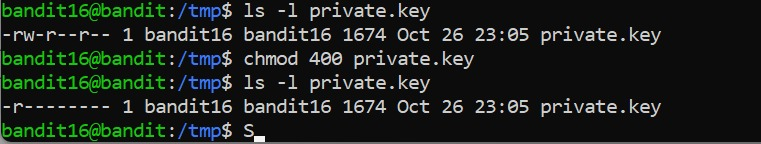 bandit16@bandit:/tmp$ ls -l private.key
-rw-r--r-- 1 bandit16 bandit16 1674 Oct 26 23:05 private.key
bandit16@bandit:/tmp$ chmod 400 private.key
bandit16@bandit:/tmp$ ls -l private.key
-r-------- 1 bandit16 bandit16 1674 Oct 26 23:05 private.key
bandit16@bandit:/tmp$ S